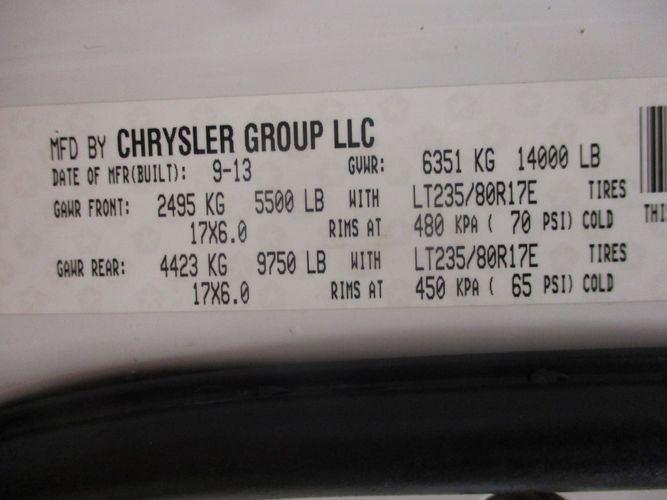 MFD BY CHRYSLER GROUP LLC
DATE OF MFR(BUILT): 9-13 GVWR: 6351 KG 14000 LB
GAWR FRONT: 2495 KG 5500 LB WITH LT235/80R17E TIRES
17X6.0 RIMS AT 480 KPA ( 70 PSI) COLD
GAWR REAR: 4423 KG 9750 LB WITH LT235/80R17E TIRES
17X6.0 RIMS AT 450 KPA ( 65 PSI) COLD